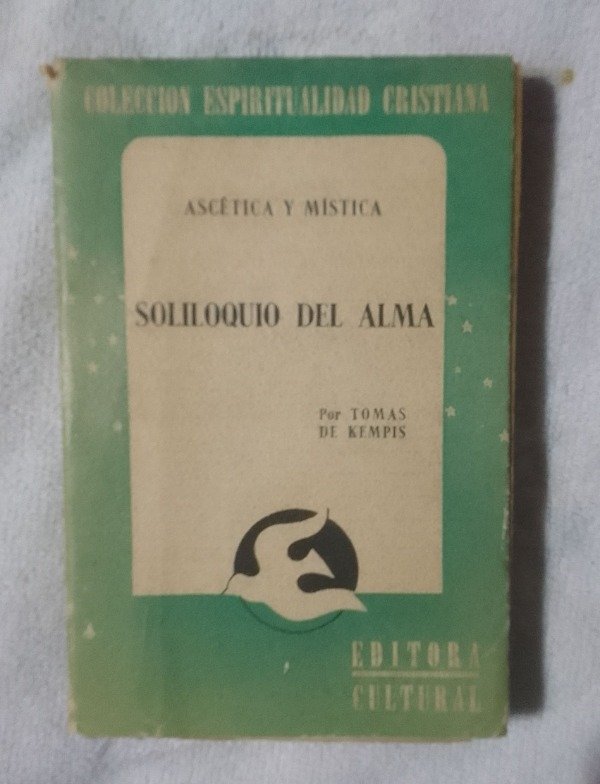 COLECCION ESPIRITUALIDAD CRISTIANA
ASCÉTICA Y MÍSTICA
SOLILOQUIO DEL ALMA
Por TOMAS
DE KEMPIS
EDITORA
CULTURAL